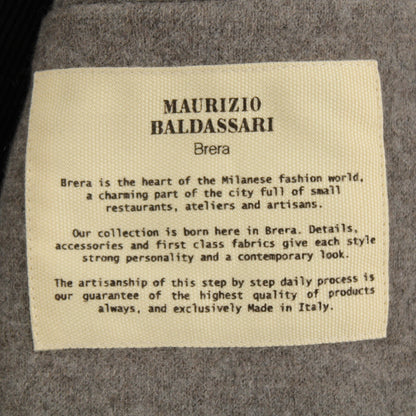 MAURIZIO
BALDASSARI
Brera
Brera is the heart of the Milanese fashion world,
a charming part of the city full of small
restaurants, ateliers and artisans.
Our collection is born here in Brera. Details,
accessories and first class fabrics give each style
strong personality and a contemporary look.
The artisanship of this step by step daily process is
our guarantee of the highest quality of products
always, and exclusively Made in Italy.